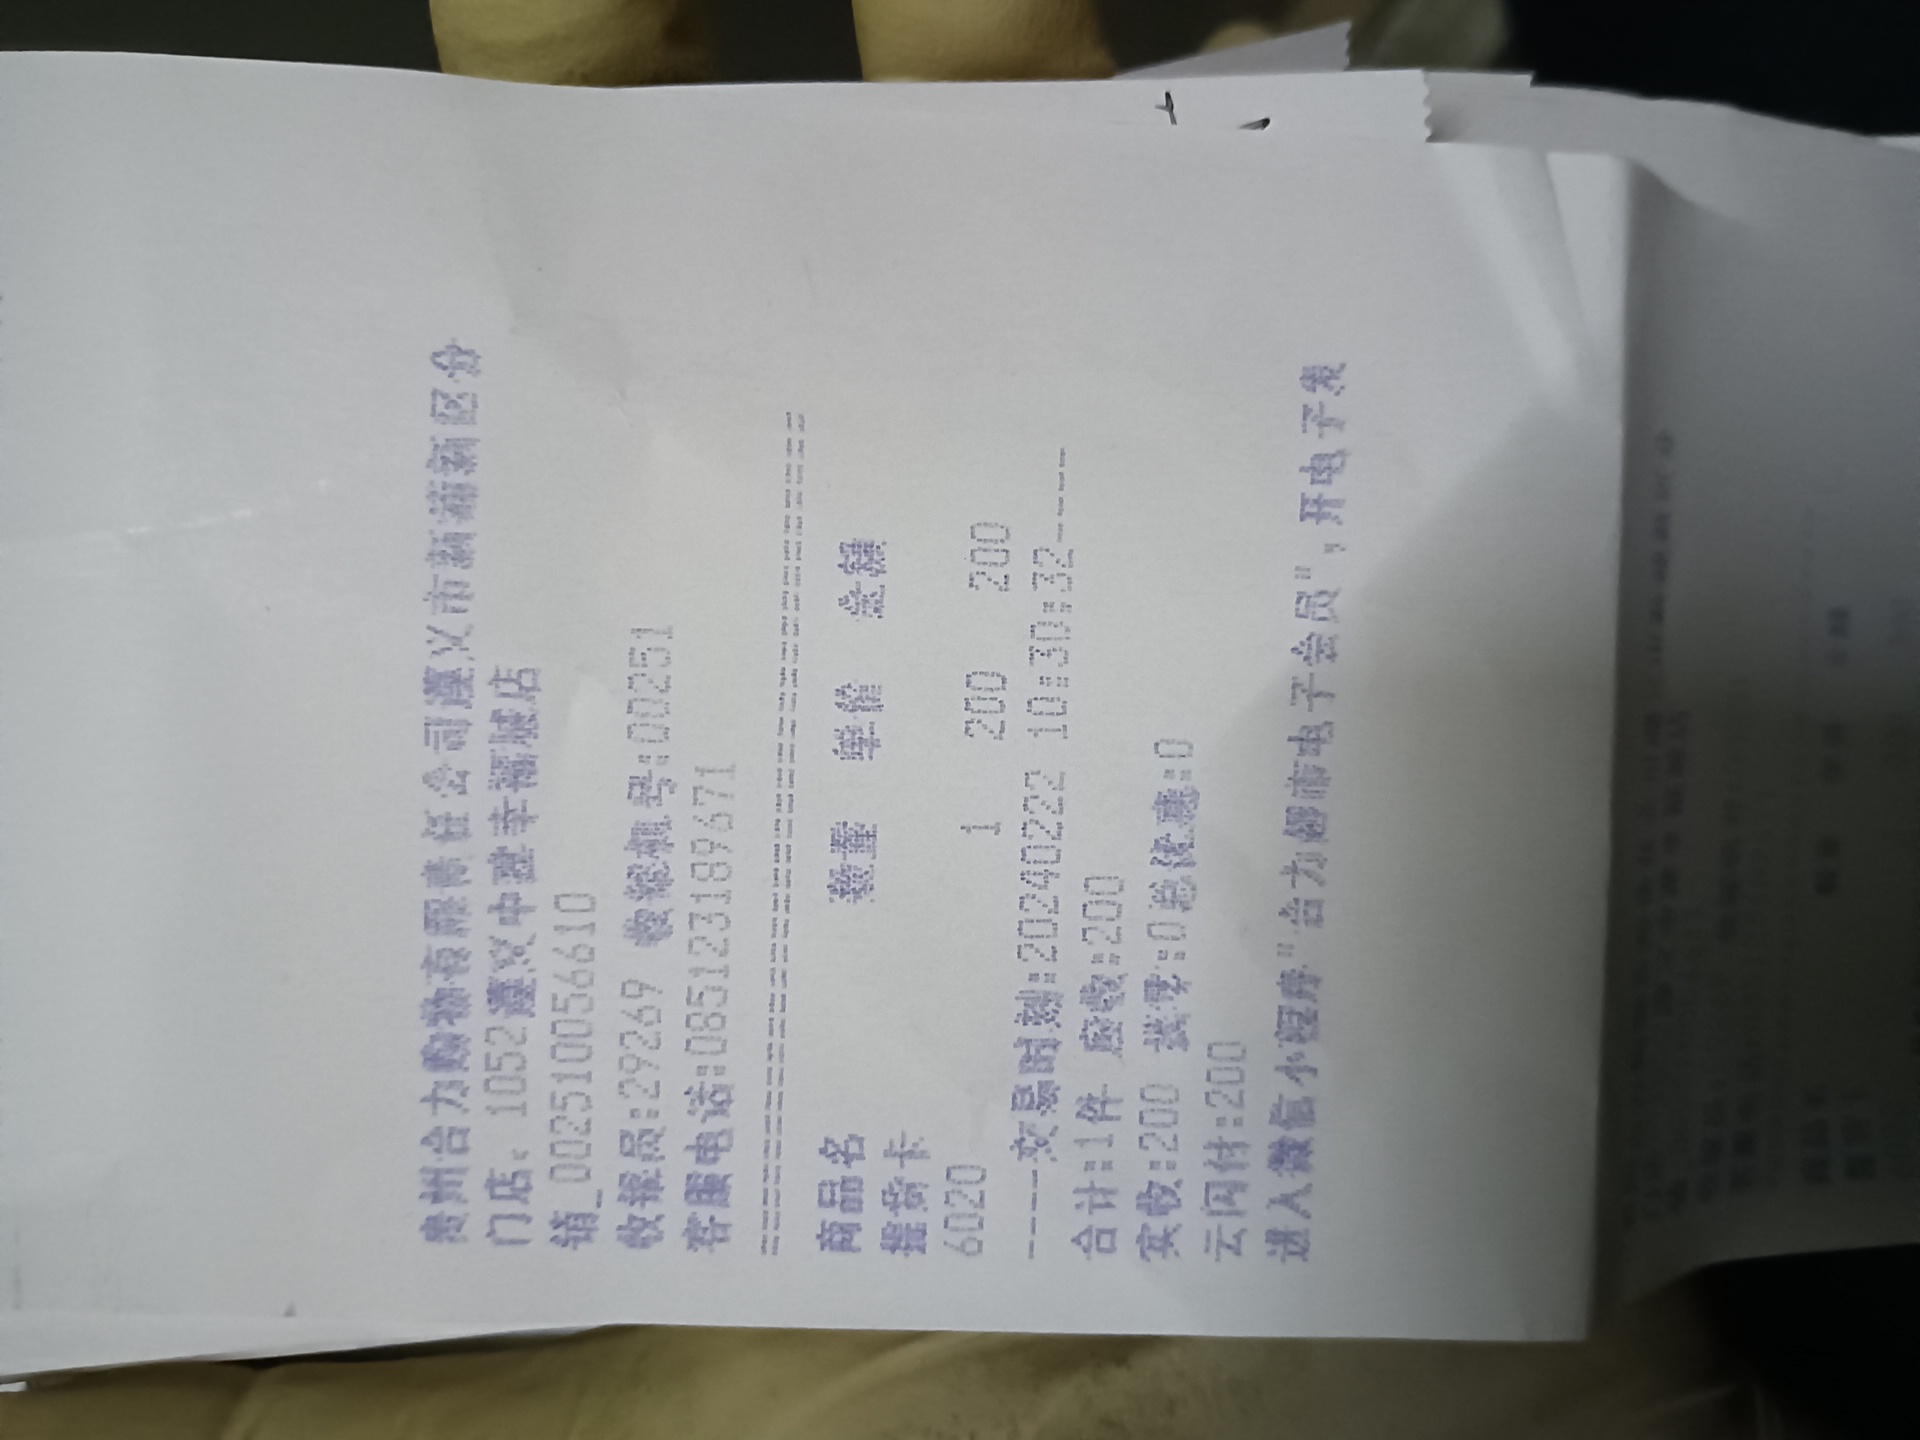 贵州合力购物有限责任公司遵义市新蒲新区分
门店: 1052 遵义中建幸福城店
销_002510056610
收银员:29269 收银机号:00251
客服电话:085123189671
================================
商品名 数量 单价 金额
提货卡
6020 1 200 200
----交易时刻:20240222 10:30:32----
合计:1件 应收:200
实收:200 找零:0 总优惠:0
云闪付:200
进入微信小程序"合力超市电子会员", 开电子发